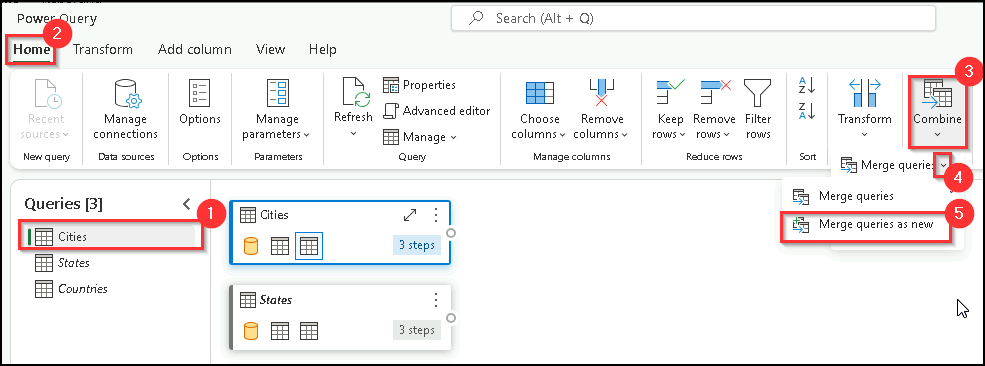 Power Query
Search (Alt + Q)
2
Home
Transform
Add column
View
Help
3
Recent
sources
Manage
connections
Options
Manage
parameters
Refresh
Properties
Advanced editor
Manage
Choose
columns
Remove
columns
Keep
rows
Remove
rows
Filter
rows
A
Z
Z
A
Transform
Combine
New query
Data sources
Options
Parameters
Query
Manage columns
Reduce rows
Sort
Merge queries
4
Merge queries
5
Merge queries as new
Queries [3]
1
Cities
States
Countries
Cities
3 steps
States
3 steps